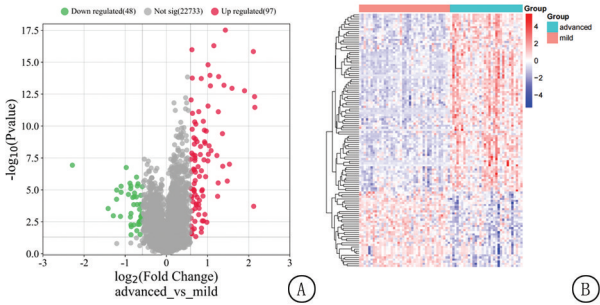 Down regulated(48) Not sig(22733) Up regulated(97)
17.5
15.0
12.5
10.0
7.5
5.0
2.5
0.0
-log10(Pvalue)
-3 -2 -1 0 1 2 3
log2(Fold Change)
advanced_vs_mild
A
Group
4
2
0
-2
-4
Group
advanced
mild
B